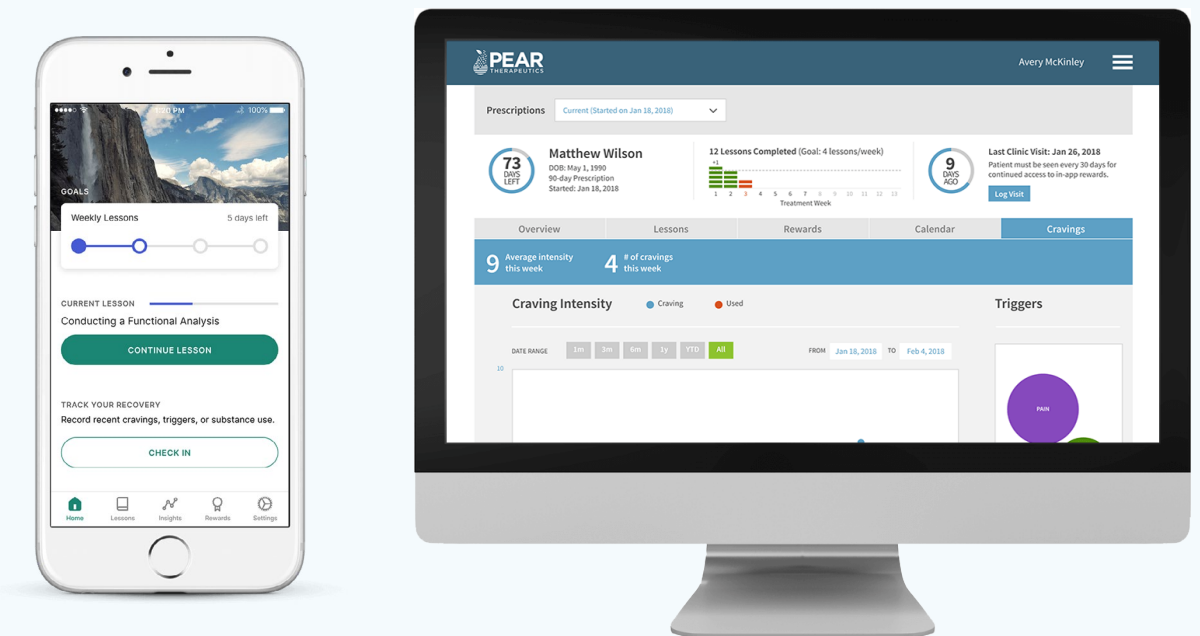 1:20 PM
100%
GOALS
Weekly Lessons
5 days left
CURRENT LESSON
Conducting a Functional Analysis
CONTINUE LESSON
TRACK YOUR RECOVERY
Record recent cravings, triggers, or substance use.
CHECK IN
Home Lessons Insights Rewards Settings
PEAR
THERAPEUTICS
Avery McKinley
Prescriptions
Current (Started on Jan 18, 2018)
73
DAYS
LEFT
Matthew Wilson
DOB: May 1, 1990
90-day Prescription
Started: Jan 18, 2018
12 Lessons Completed (Goal: 4 lessons/week)
+1
1 2 3 4 5 6 7 8 9 10 11 12 13
Treatment Week
9
DAYS
AGO
Last Clinic Visit: Jan 26, 2018
Patient must be seen every 30 days for
continued access to in-app rewards.
Log Visit
Overview Lessons Rewards Calendar Cravings
9 Average intensity
this week
4 # of cravings
this week
Craving Intensity
Craving
Used
Triggers
DATE RANGE 1m 3m 6m 1y YTD All
FROM Jan 18, 2018 TO Feb 4, 2018
10
PAIN